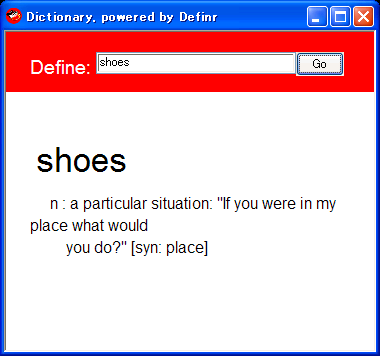 Dictionary, powered by Definr
Define: shoes Go
shoes
n : a particular situation: "If you were in my
place what would
you do?" [syn: place]